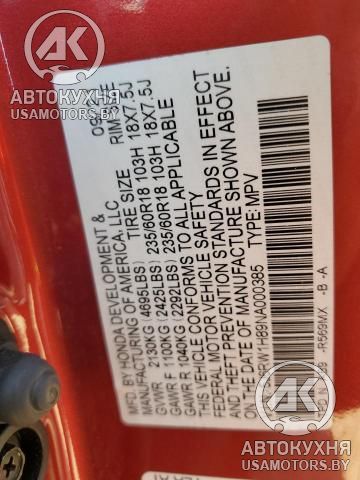 АВТОКУХНЯ
USAMOTORS.BY
MFD. BY HONDA DEVELOPMENT &
MANUFACTURING OF AMERICA, LLC
TIRE SIZE RIM SIZE
GVWR 2130KG (4695LBS)
GAWR F 1100KG (2425LBS) 235/60R18 103H 18X7.5J
GAWR R 1040KG (2292LBS) 235/60R18 103H 18X7.5J
THIS VEHICLE CONFORMS TO ALL APPLICABLE
FEDERAL MOTOR VEHICLE SAFETY
AND THEFT PREVENTION STANDARDS IN EFFECT
ON THE DATE OF MANUFACTURE SHOWN ABOVE.
TYPE: MPV
-R569MX -B -A
АВТОКУХНЯ
USAMOTORS.BY